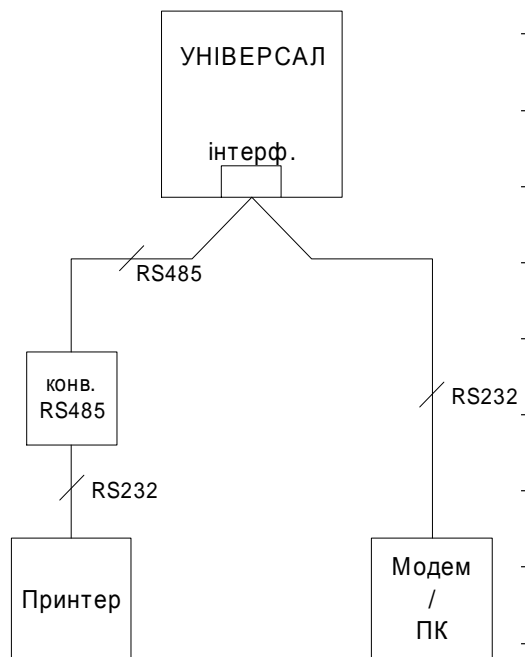 УНІВЕРСАЛ
інтерф.
RS485
конв.
RS485
RS232
RS232
Принтер
Модем
/
ПК